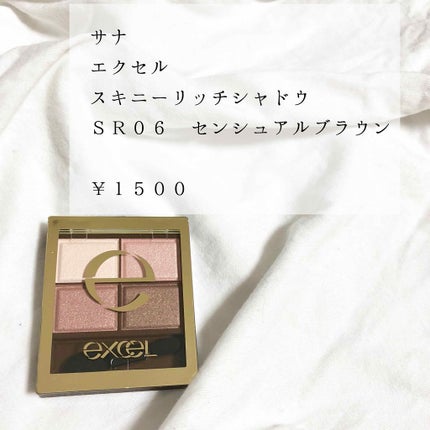 サナ
エクセル
スキニーリッチシャドウ
ＳＲ０６　センシュアルブラウン
￥１５００
e
excel